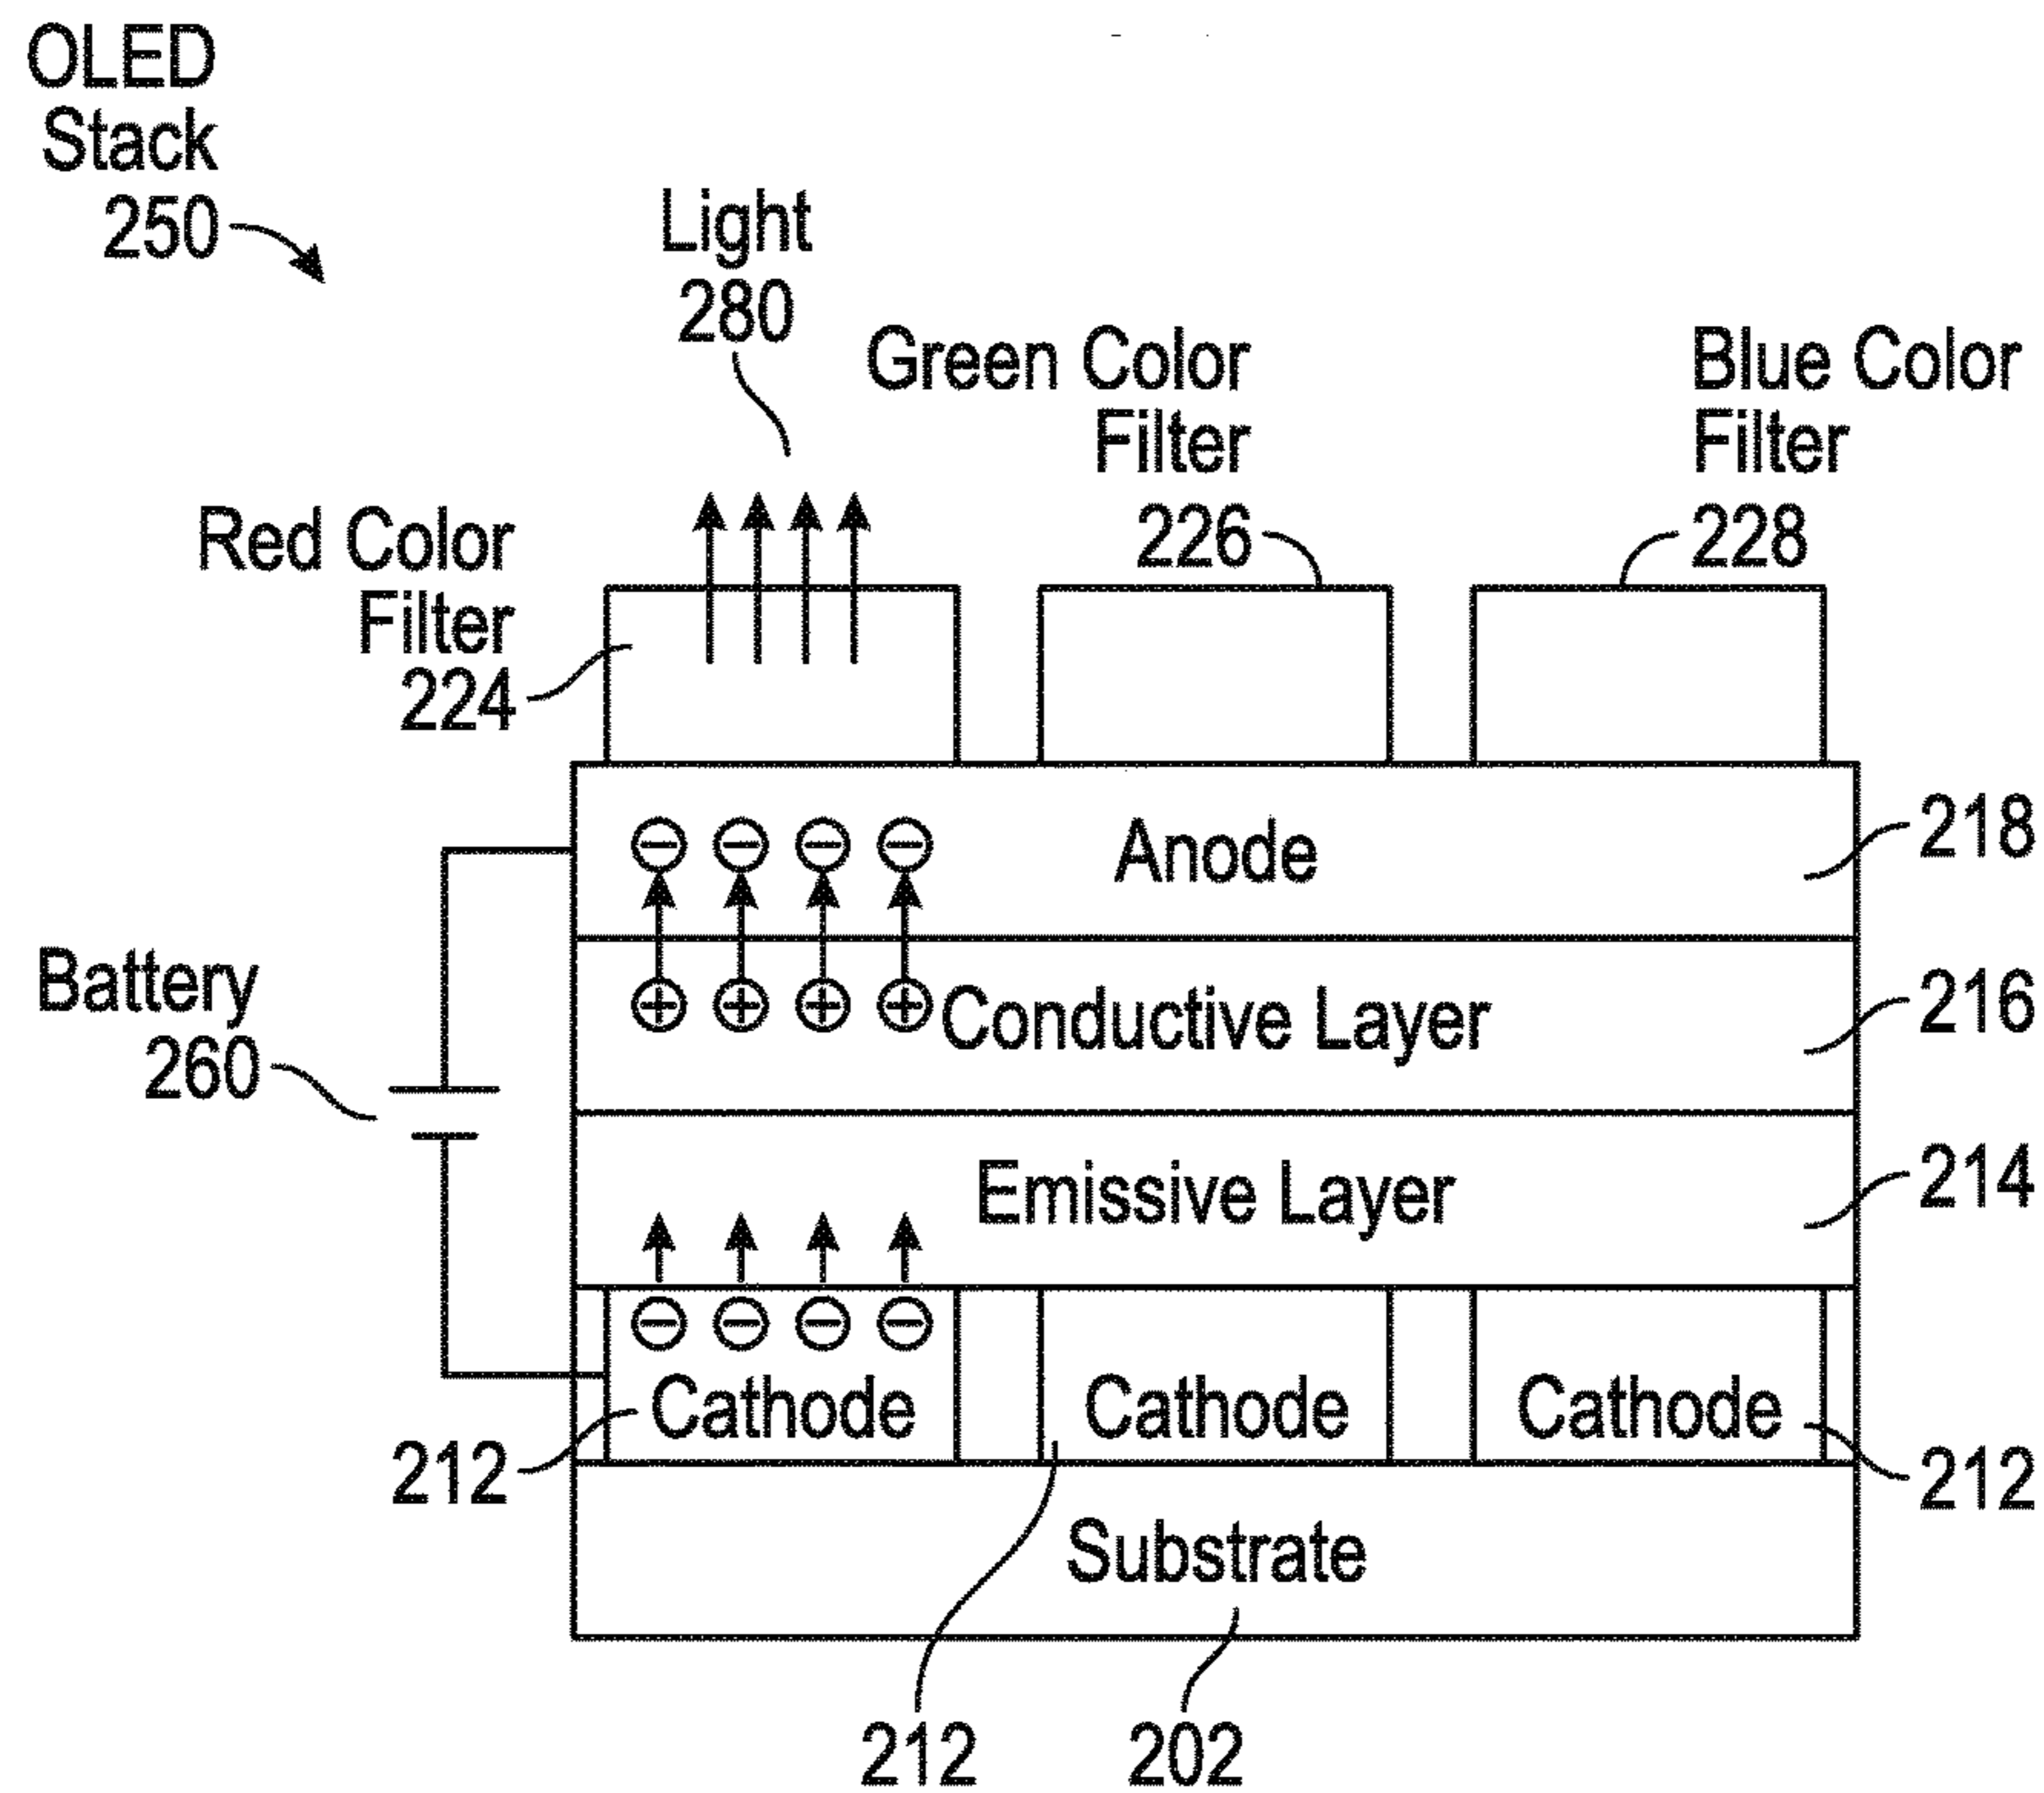 OLED
Stack
250
Light
280
Green Color
Filter
226
Blue Color
Filter
228
Red Color
Filter
224
Anode
218
Battery
260
Conductive Layer
216
Emissive Layer
214
Cathode
Cathode
Cathode
212
212
Substrate
212
202